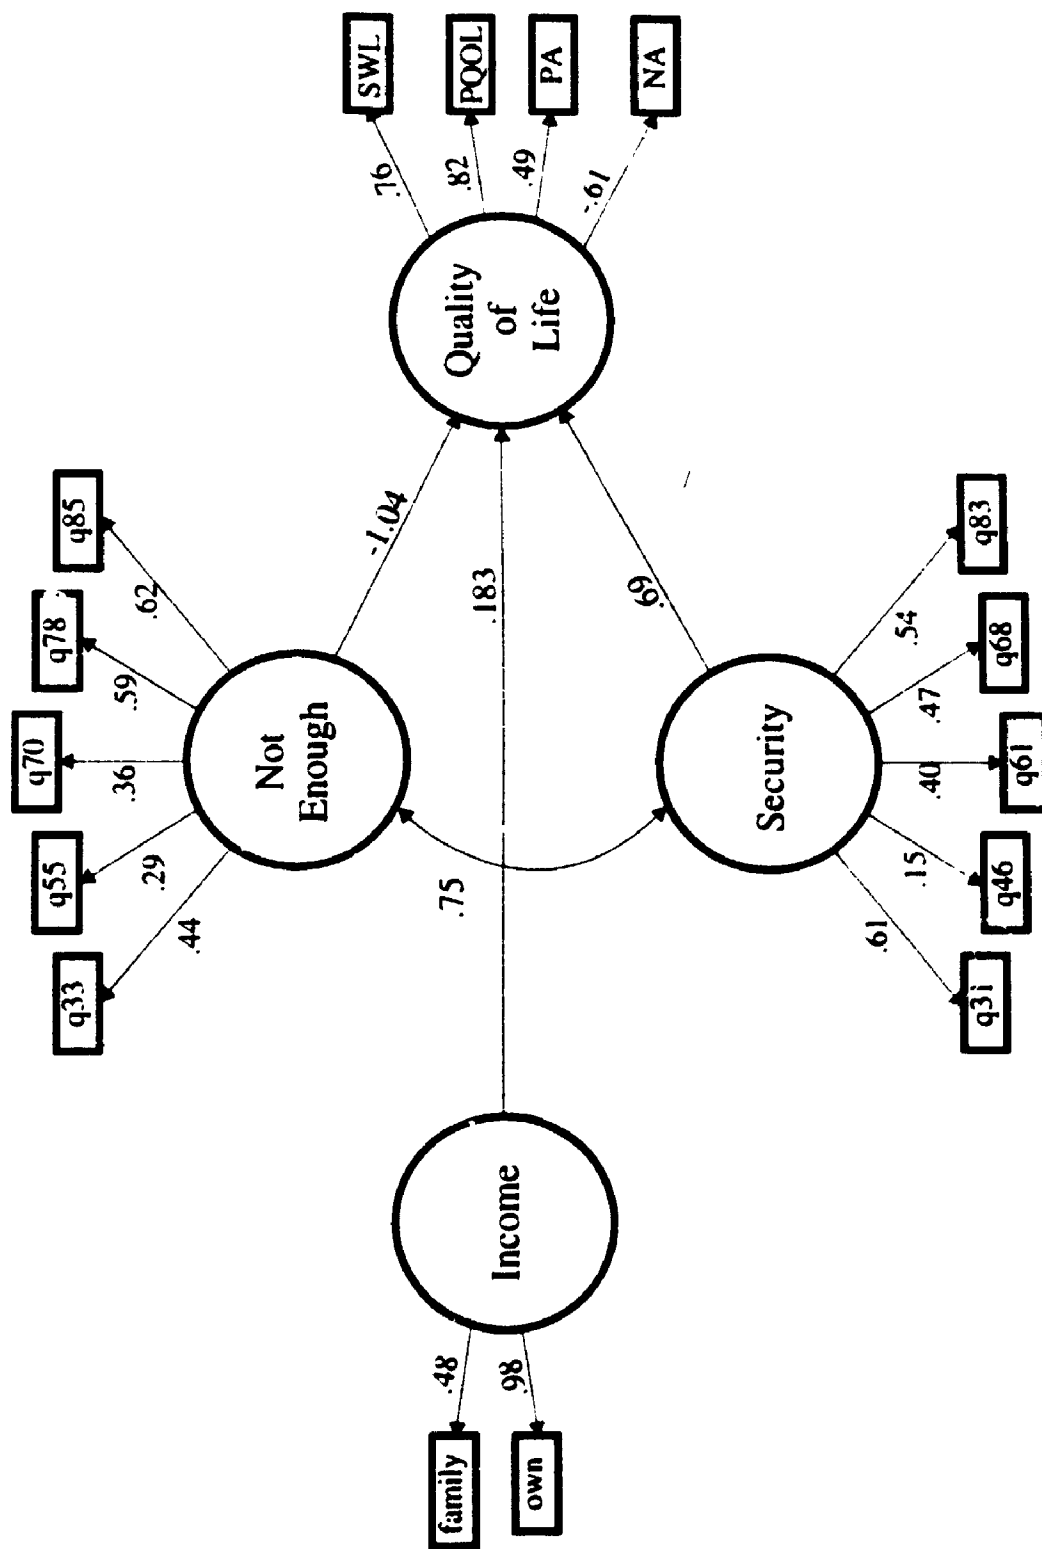 own
family
.98
.48
Income
q31
q33
.61
.44
q46
.15
.75
.29
q55
q61
.40
Security
Not
Enough
.36
q70
q68
.47
.59
q78
.54
.62
q83
q85
.69
.183
-1.04
Quality
of
Life
-.61
.49
.82
.76
NA
PA
PQOL
SWL